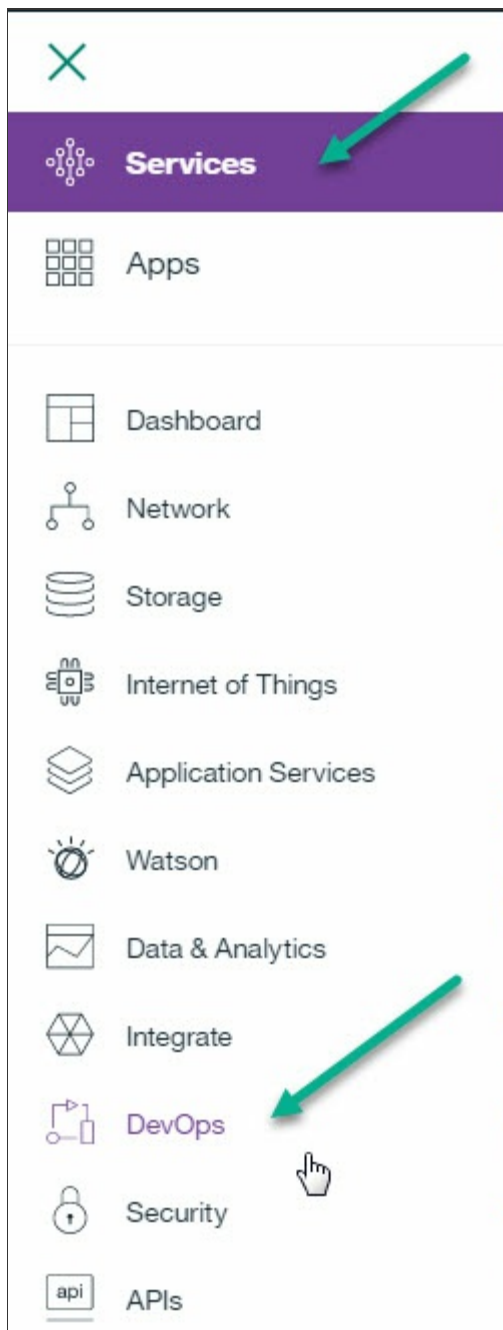 Services
Apps
Dashboard
Network
Storage
Internet of Things
Application Services
Watson
Data & Analytics
Integrate
DevOps
Security
api
APIs